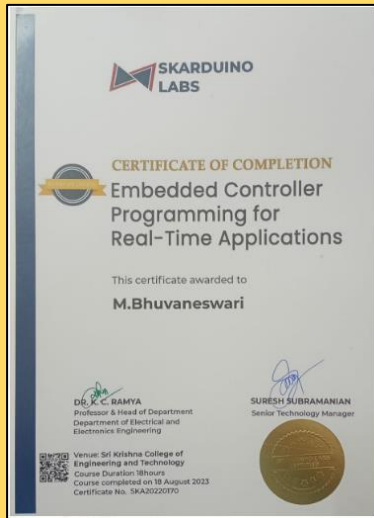 SKARDUINO
LABS
CERTIFICATE OF COMPLETION
Embedded Controller
Programming for
Real-Time Applications
This certificate awarded to
M.Bhuvaneswari
DR. K. C. RAMYA
Professor & Head of Department
Department of Electrical and
Electronics Engineering
SURESH SUBRAMANIAN
Senior Technology Manager
Venue: Sri Krishna College of
Engineering and Technology
Course Duration 18hours
Course completed on 18 August 2023
Certificate No. SKA20220170